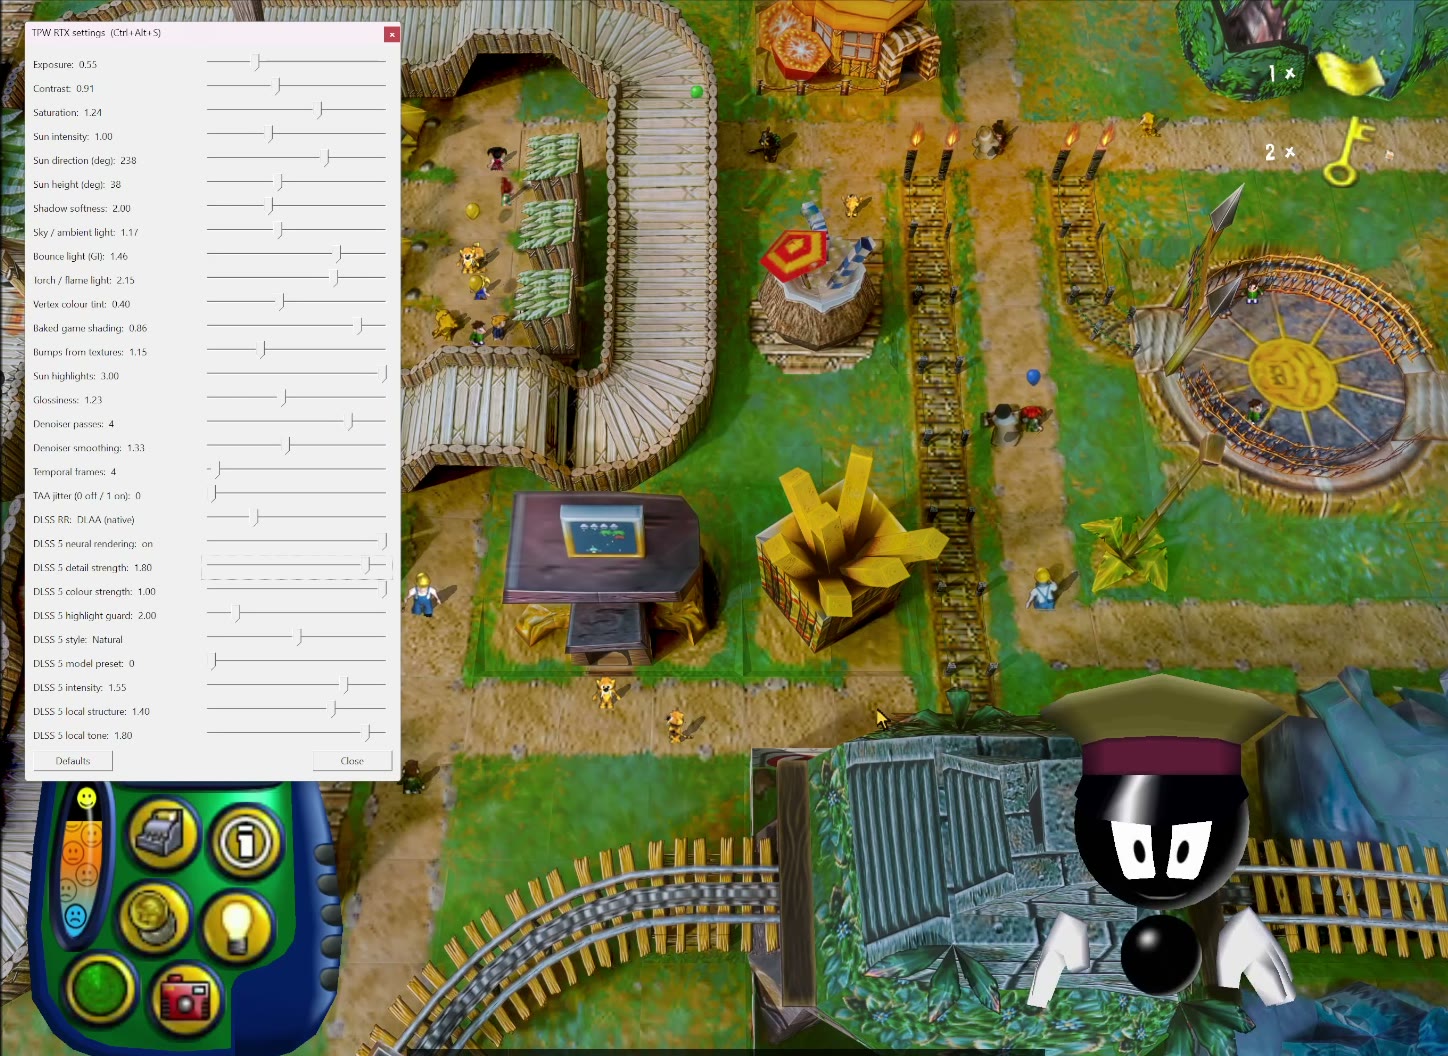 TPW RTX settings (Ctrl+Alt+S)
Exposure: 0.55
Contrast: 0.91
Saturation: 1.24
Sun intensity: 1.00
Sun direction (deg): 238
Sun height (deg): 38
Shadow softness: 2.00
Sky / ambient light: 1.17
Bounce light (GI): 1.46
Torch / flame light: 2.15
Vertex colour tint: 0.40
Baked game shading: 0.86
Bumps from textures: 1.15
Sun highlights: 3.00
Glossiness: 1.23
Denoiser passes: 4
Denoiser smoothing: 1.33
Temporal frames: 4
TAA jitter (0 off / 1 on): 0
DLSS RR: DLAA (native)
DLSS 5 neural rendering: on
DLSS 5 detail strength: 1.80
DLSS 5 colour strength: 1.00
DLSS 5 highlight guard: 2.00
DLSS 5 style: Natural
DLSS 5 model preset: 0
DLSS 5 intensity: 1.55
DLSS 5 local structure: 1.40
DLSS 5 local tone: 1.80
Defaults
Close
1 x
2 x